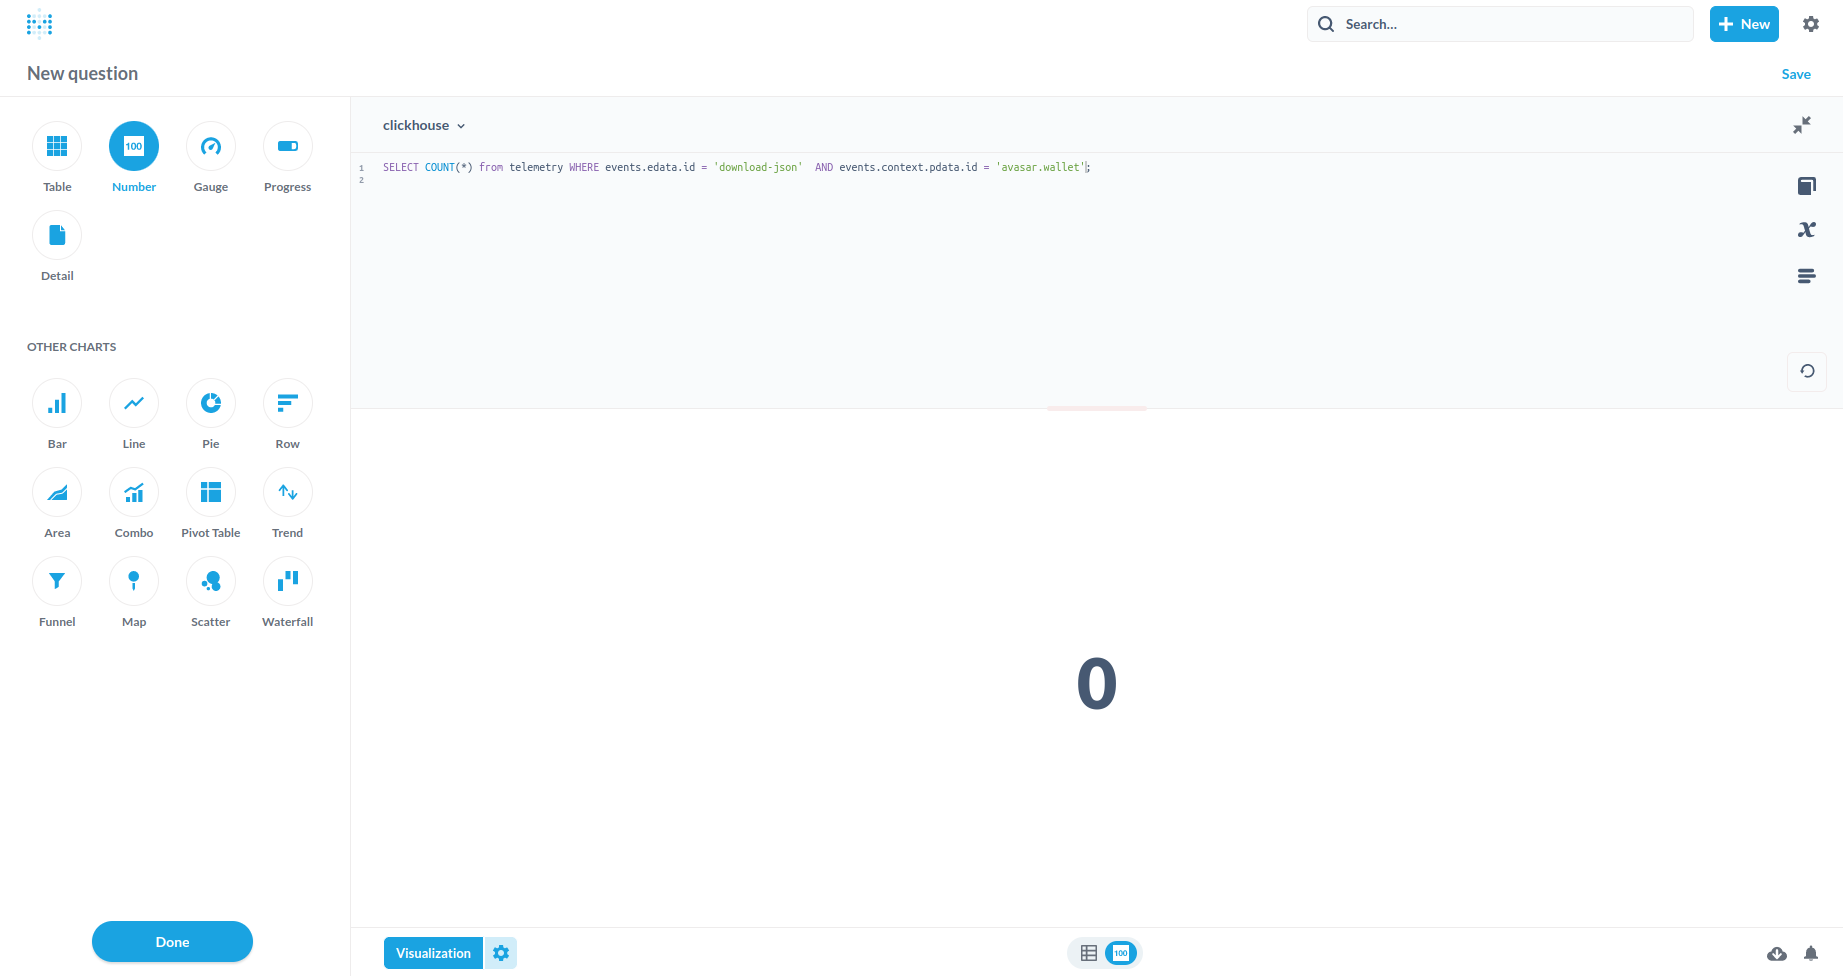 Search...
New
New question
Save
Table
Number
Gauge
Progress
Detail
OTHER CHARTS
Bar
Line
Pie
Row
Area
Combo
Pivot Table
Trend
Funnel
Map
Scatter
Waterfall
Done
clickhouse
1 SELECT COUNT(*) from telemetry WHERE events.edata.id = 'download-json'  AND events.context.pdata.id = 'avasar.wallet';
2
0
Visualization
100
100